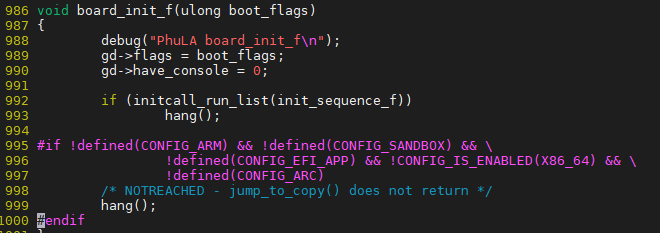 986 void board_init_f(ulong boot_flags)
987 {
988         debug("PhuLA board_init_f\n");
989         gd->flags = boot_flags;
990         gd->have_console = 0;
991
992         if (initcall_run_list(init_sequence_f))
993                 hang();
994
995 #if !defined(CONFIG_ARM) && !defined(CONFIG_SANDBOX) && \
996                 !defined(CONFIG_EFI_APP) && !CONFIG_IS_ENABLED(X86_64) && \
997                 !defined(CONFIG_ARC)
998         /* NOTREACHED - jump_to_copy() does not return */
999         hang();
1000 #endif